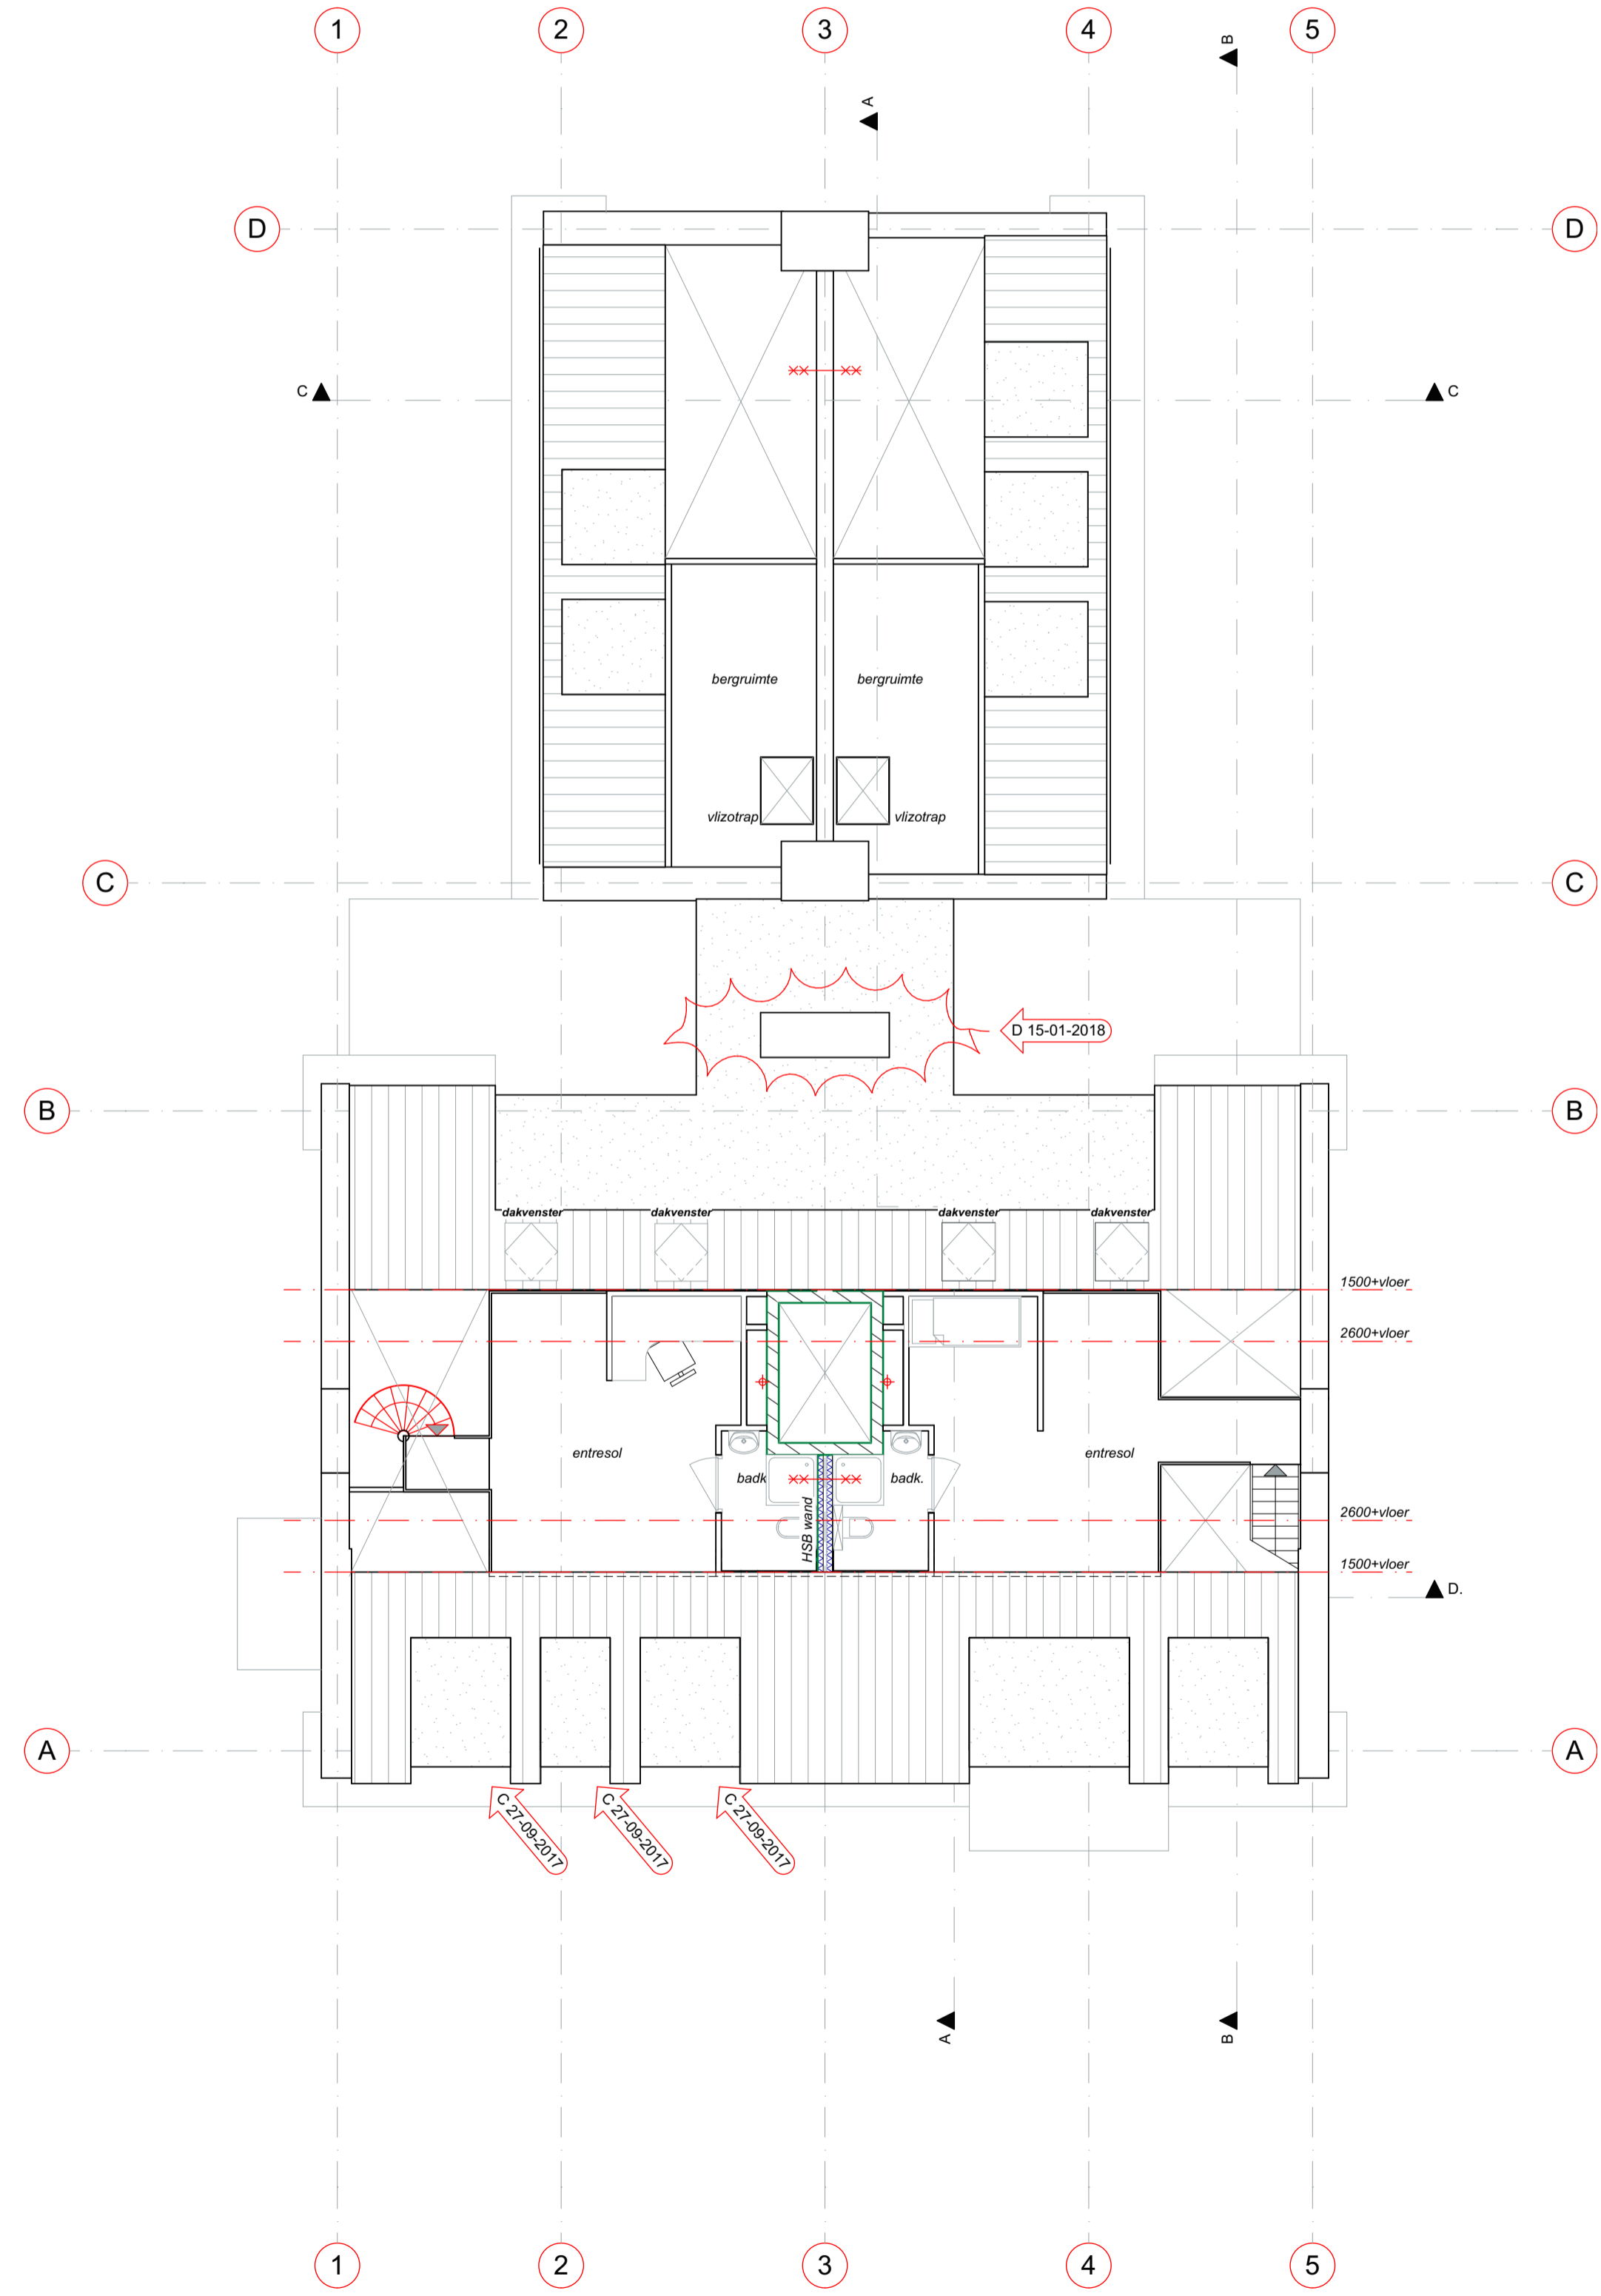 1 2 3 4 5
B
A
D D
C C
bergruimte bergruimte
vlizotrap vlizotrap
C C
D 15-01-2018
B B
dakvenster dakvenster dakvenster dakvenster
1500+vloer
2600+vloer
entresol entresol
badk badk.
HSB wand
2600+vloer
1500+vloer
D.
A A
C 27-09-2017 C 27-09-2017 C 27-09-2017
A B
1 2 3 4 5